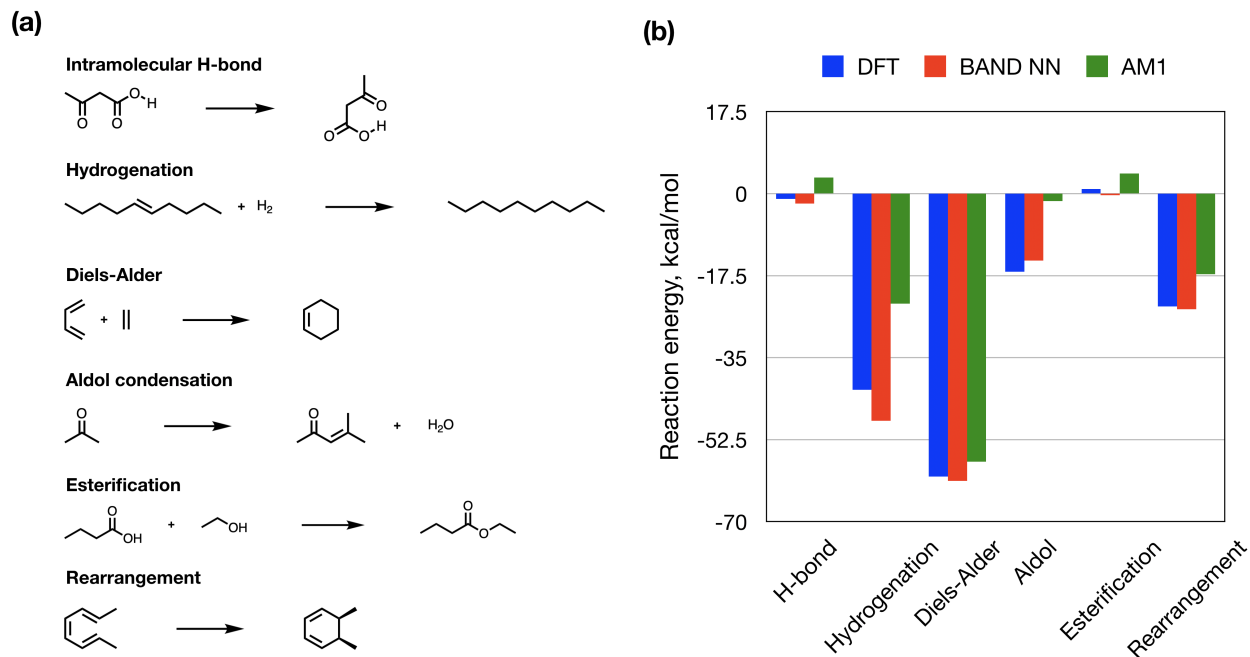 (a)
Intramolecular H-bond
O H
O O
O
O O H
Hydrogenation
+ H₂
Diels-Alder
+
Aldol condensation
O
O
+ H₂O
Esterification
O
OH
+
OH
O
O
Rearrangement
(b)
DFT BAND NN AM1
Reaction energy, kcal/mol
17.5
0
-17.5
-35
-52.5
-70
H-bond
Hydrogenation
Diels-Alder
Aldol
Esterification
Rearrangement